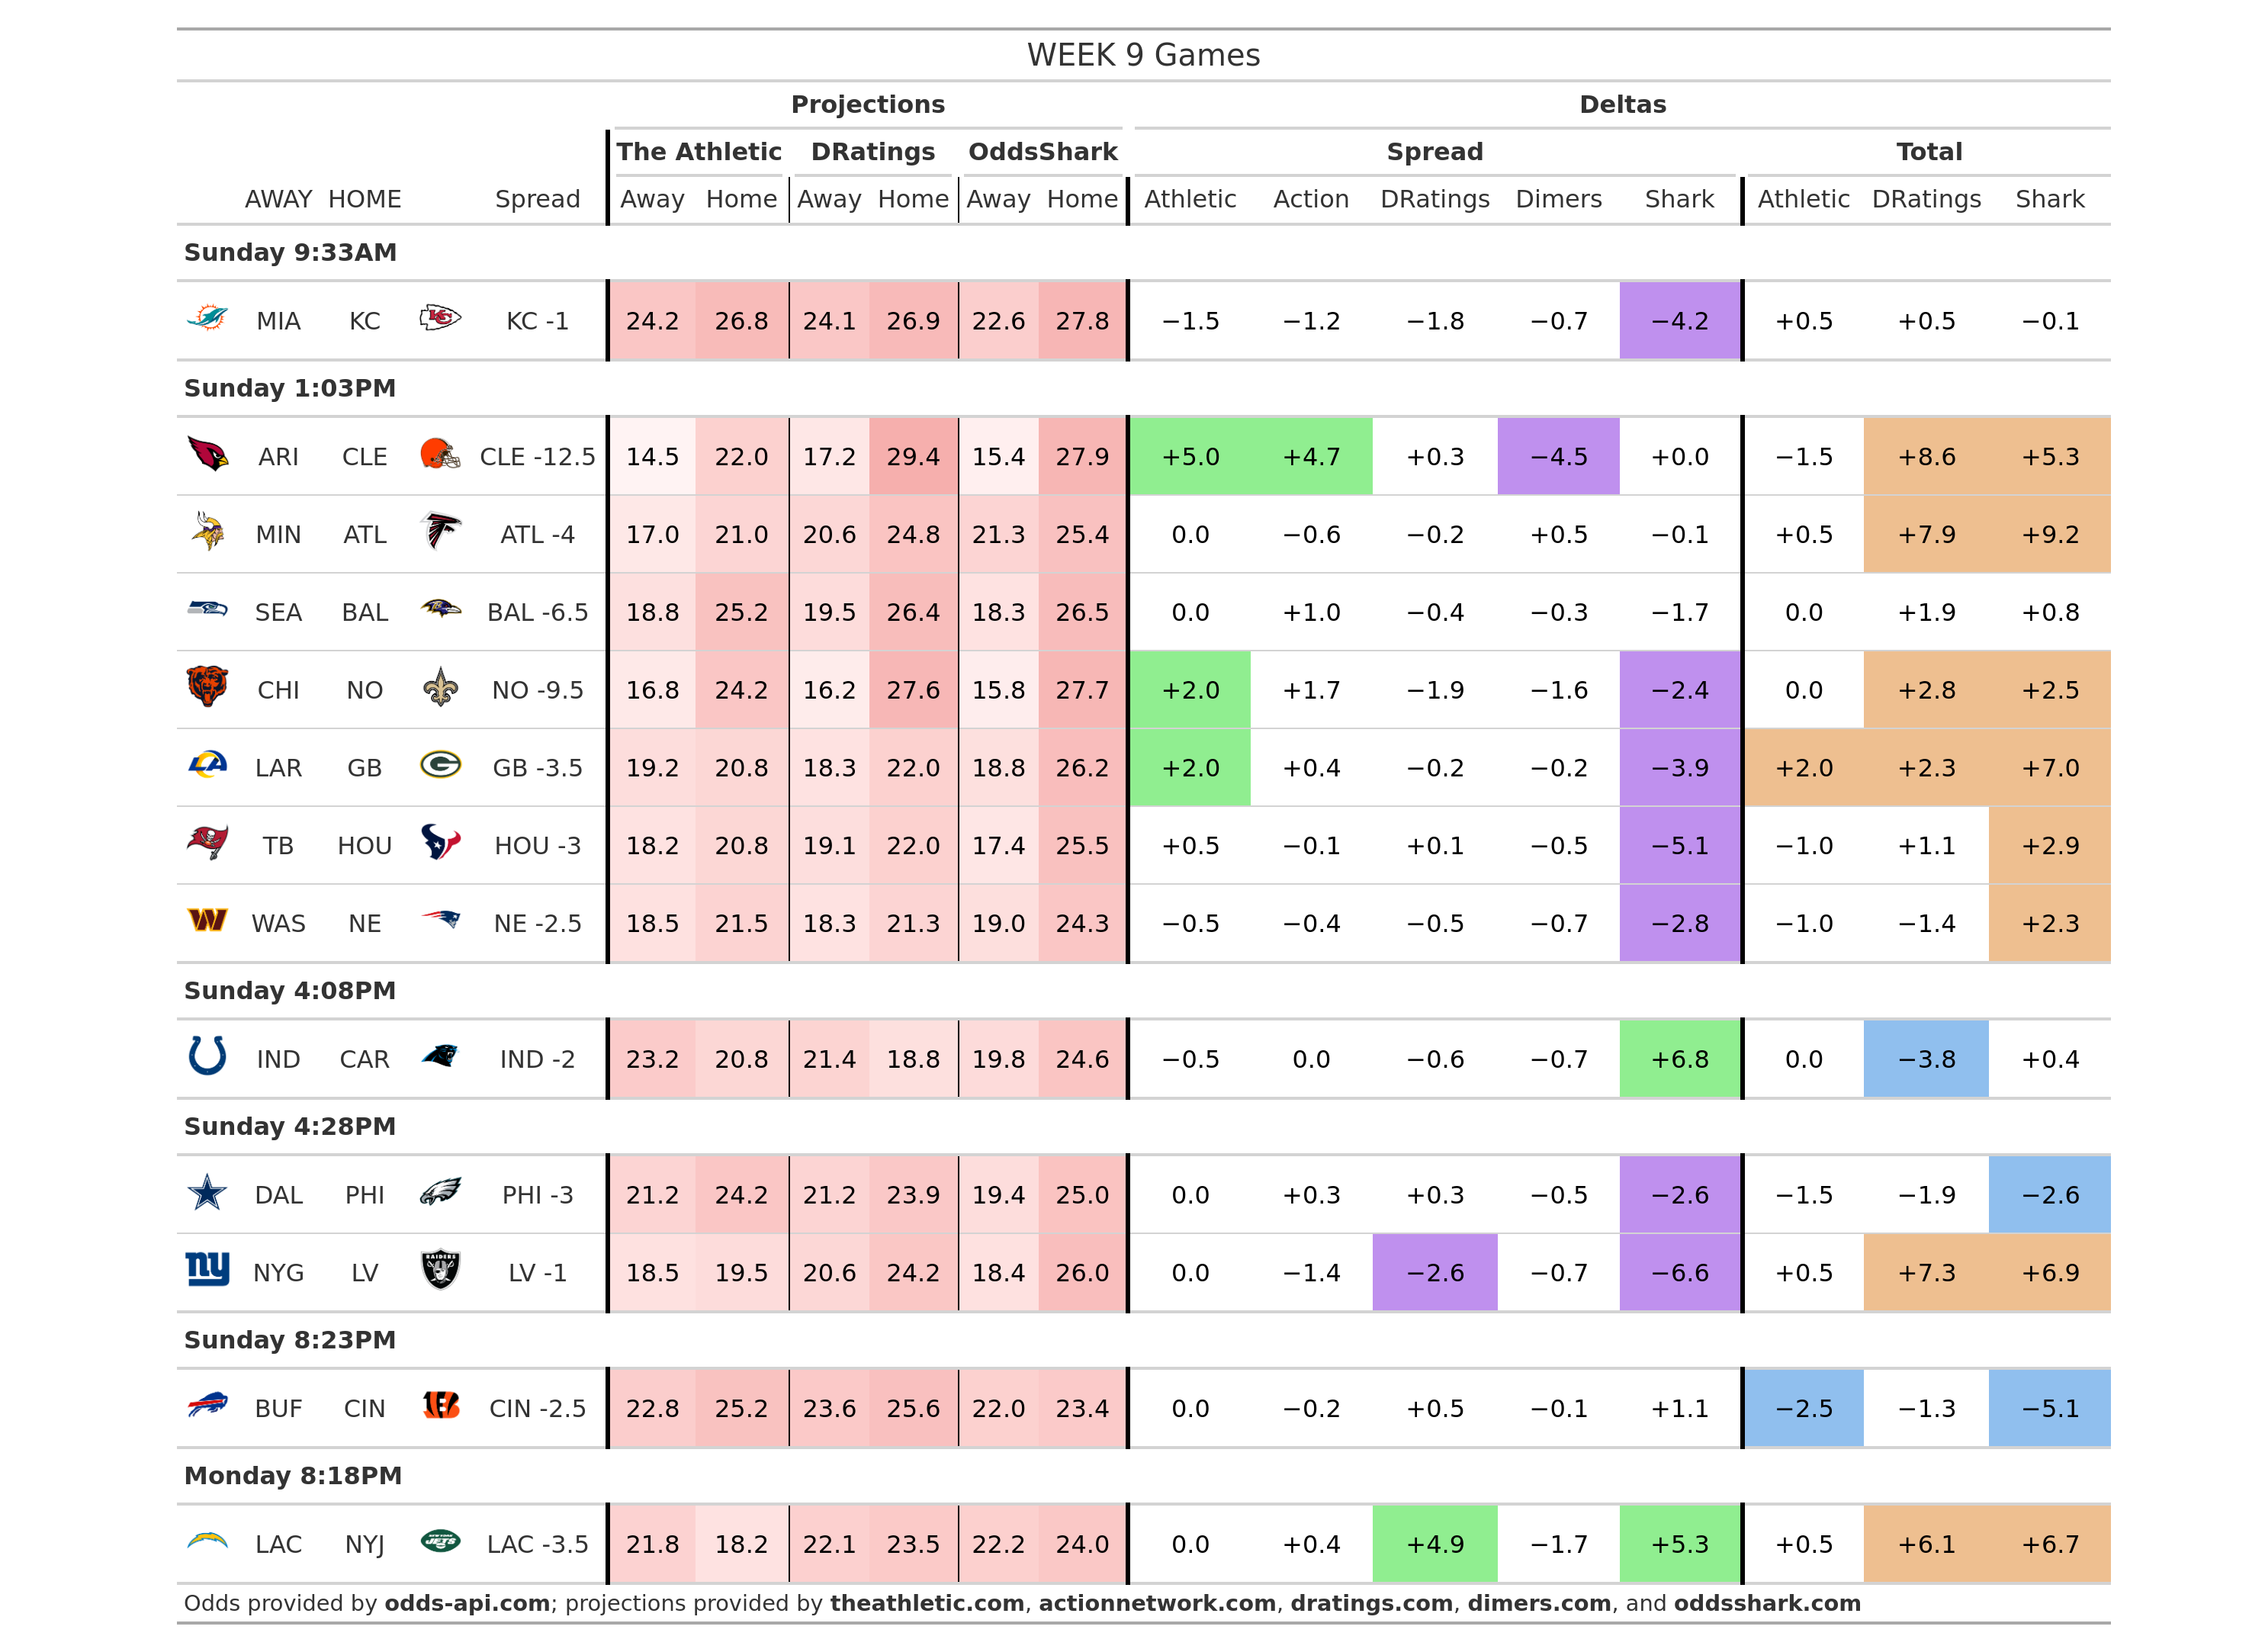 WEEK 9 Games
Projections Deltas
The Athletic DRatings OddsShark Spread Total
AWAY HOME Spread Away Home Away Home Away Home Athletic Action DRatings Dimers Shark Athletic DRatings Shark
Sunday 9:33AM
MIA KC KC -1 24.2 26.8 24.1 26.9 22.6 27.8 −1.5 −1.2 −1.8 −0.7 −4.2 +0.5 +0.5 −0.1
Sunday 1:03PM
ARI CLE CLE -12.5 14.5 22.0 17.2 29.4 15.4 27.9 +5.0 +4.7 +0.3 −4.5 +0.0 −1.5 +8.6 +5.3
MIN ATL ATL -4 17.0 21.0 20.6 24.8 21.3 25.4 0.0 −0.6 −0.2 +0.5 −0.1 +0.5 +7.9 +9.2
SEA BAL BAL -6.5 18.8 25.2 19.5 26.4 18.3 26.5 0.0 +1.0 −0.4 −0.3 −1.7 0.0 +1.9 +0.8
CHI NO NO -9.5 16.8 24.2 16.2 27.6 15.8 27.7 +2.0 +1.7 −1.9 −1.6 −2.4 0.0 +2.8 +2.5
LAR GB GB -3.5 19.2 20.8 18.3 22.0 18.8 26.2 +2.0 +0.4 −0.2 −0.2 −3.9 +2.0 +2.3 +7.0
TB HOU HOU -3 18.2 20.8 19.1 22.0 17.4 25.5 +0.5 −0.1 +0.1 −0.5 −5.1 −1.0 +1.1 +2.9
WAS NE NE -2.5 18.5 21.5 18.3 21.3 19.0 24.3 −0.5 −0.4 −0.5 −0.7 −2.8 −1.0 −1.4 +2.3
Sunday 4:08PM
IND CAR IND -2 23.2 20.8 21.4 18.8 19.8 24.6 −0.5 0.0 −0.6 −0.7 +6.8 0.0 −3.8 +0.4
Sunday 4:28PM
DAL PHI PHI -3 21.2 24.2 21.2 23.9 19.4 25.0 0.0 +0.3 +0.3 −0.5 −2.6 −1.5 −1.9 −2.6
NYG LV LV -1 18.5 19.5 20.6 24.2 18.4 26.0 0.0 −1.4 −2.6 −0.7 −6.6 +0.5 +7.3 +6.9
Sunday 8:23PM
BUF CIN CIN -2.5 22.8 25.2 23.6 25.6 22.0 23.4 0.0 −0.2 +0.5 −0.1 +1.1 −2.5 −1.3 −5.1
Monday 8:18PM
LAC NYJ LAC -3.5 21.8 18.2 22.1 23.5 22.2 24.0 0.0 +0.4 +4.9 −1.7 +5.3 +0.5 +6.1 +6.7
Odds provided by odds-api.com; projections provided by theathletic.com, actionnetwork.com, dratings.com, dimers.com, and oddsshark.com